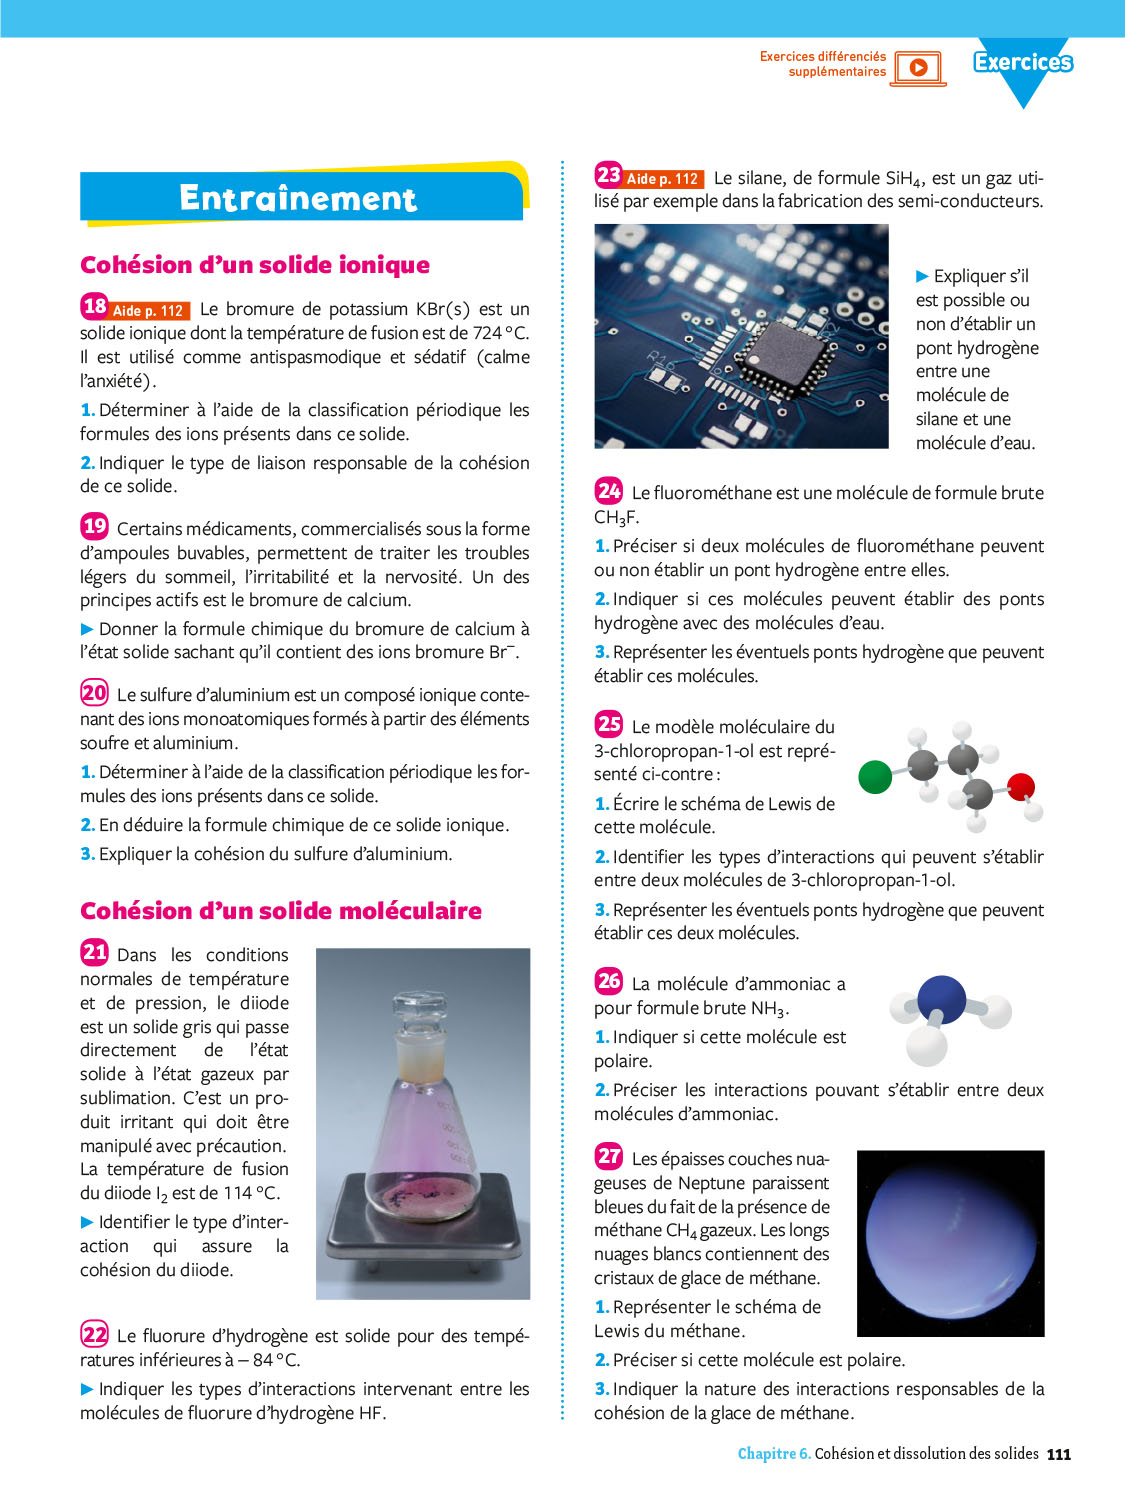 Exercices différenciés
supplémentaires
Exercices
Entraînement
Cohésion d’un solide ionique
18 Aide p. 112 Le bromure de potassium KBr(s) est un
solide ionique dont la température de fusion est de 724 °C.
Il est utilisé comme antispasmodique et sédatif (calme
l’anxiété).
1. Déterminer à l’aide de la classification périodique les
formules des ions présents dans ce solide.
2. Indiquer le type de liaison responsable de la cohésion
de ce solide.
19 Certains médicaments, commercialisés sous la forme
d’ampoules buvables, permettent de traiter les troubles
légers du sommeil, l’irritabilité et la nervosité. Un des
principes actifs est le bromure de calcium.
▶ Donner la formule chimique du bromure de calcium à
l’état solide sachant qu’il contient des ions bromure Br⁻.
20 Le sulfure d’aluminium est un composé ionique conte-
nant des ions monoatomiques formés à partir des éléments
soufre et aluminium.
1. Déterminer à l’aide de la classification périodique les for-
mules des ions présents dans ce solide.
2. En déduire la formule chimique de ce solide ionique.
3. Expliquer la cohésion du sulfure d’aluminium.
Cohésion d’un solide moléculaire
21 Dans les conditions
normales de température
et de pression, le diiode
est un solide gris qui passe
directement de l’état
solide à l’état gazeux par
sublimation. C’est un pro-
duit irritant qui doit être
manipulé avec précaution.
La température de fusion
du diiode I₂ est de 114 °C.
▶ Identifier le type d’inter-
action qui assure la
cohésion du diiode.
22 Le fluorure d’hydrogène est solide pour des tempé-
ratures inférieures à – 84 °C.
▶ Indiquer les types d’interactions intervenant entre les
molécules de fluorure d’hydrogène HF.
23 Aide p. 112 Le silane, de formule SiH₄, est un gaz uti-
lisé par exemple dans la fabrication des semi-conducteurs.
R16
▶ Expliquer s’il
est possible ou
non d’établir un
pont hydrogène
entre une
molécule de
silane et une
molécule d’eau.
24 Le fluorométhane est une molécule de formule brute
CH₃F.
1. Préciser si deux molécules de fluorométhane peuvent
ou non établir un pont hydrogène entre elles.
2. Indiquer si ces molécules peuvent établir des ponts
hydrogène avec des molécules d’eau.
3. Représenter les éventuels ponts hydrogène que peuvent
établir ces molécules.
25 Le modèle moléculaire du
3-chloropropan-1-ol est repré-
senté ci-contre :
1. Écrire le schéma de Lewis de
cette molécule.
2. Identifier les types d’interactions qui peuvent s’établir
entre deux molécules de 3-chloropropan-1-ol.
3. Représenter les éventuels ponts hydrogène que peuvent
établir ces deux molécules.
26 La molécule d’ammoniac a
pour formule brute NH₃.
1. Indiquer si cette molécule est
polaire.
2. Préciser les interactions pouvant s’établir entre deux
molécules d’ammoniac.
27 Les épaisses couches nua-
geuses de Neptune paraissent
bleues du fait de la présence de
méthane CH₄ gazeux. Les longs
nuages blancs contiennent des
cristaux de glace de méthane.
1. Représenter le schéma de
Lewis du méthane.
2. Préciser si cette molécule est polaire.
3. Indiquer la nature des interactions responsables de la
cohésion de la glace de méthane.
Chapitre 6. Cohésion et dissolution des solides 111